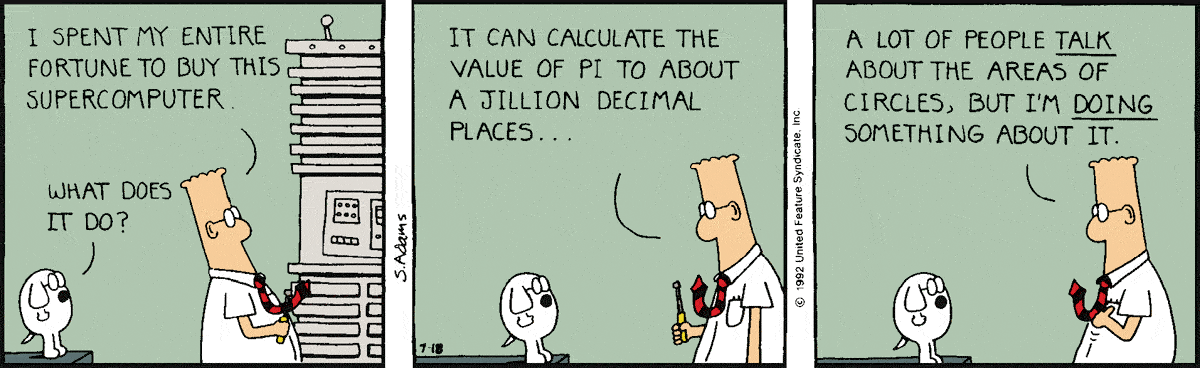 I SPENT MY ENTIRE
FORTUNE TO BUY THIS
SUPERCOMPUTER.
WHAT DOES
IT DO?
S.Adams
IT CAN CALCULATE THE
VALUE OF PI TO ABOUT
A JILLION DECIMAL
PLACES...
7-18
© 1992 United Feature Syndicate, Inc.
A LOT OF PEOPLE TALK
ABOUT THE AREAS OF
CIRCLES, BUT I'M DOING
SOMETHING ABOUT IT.